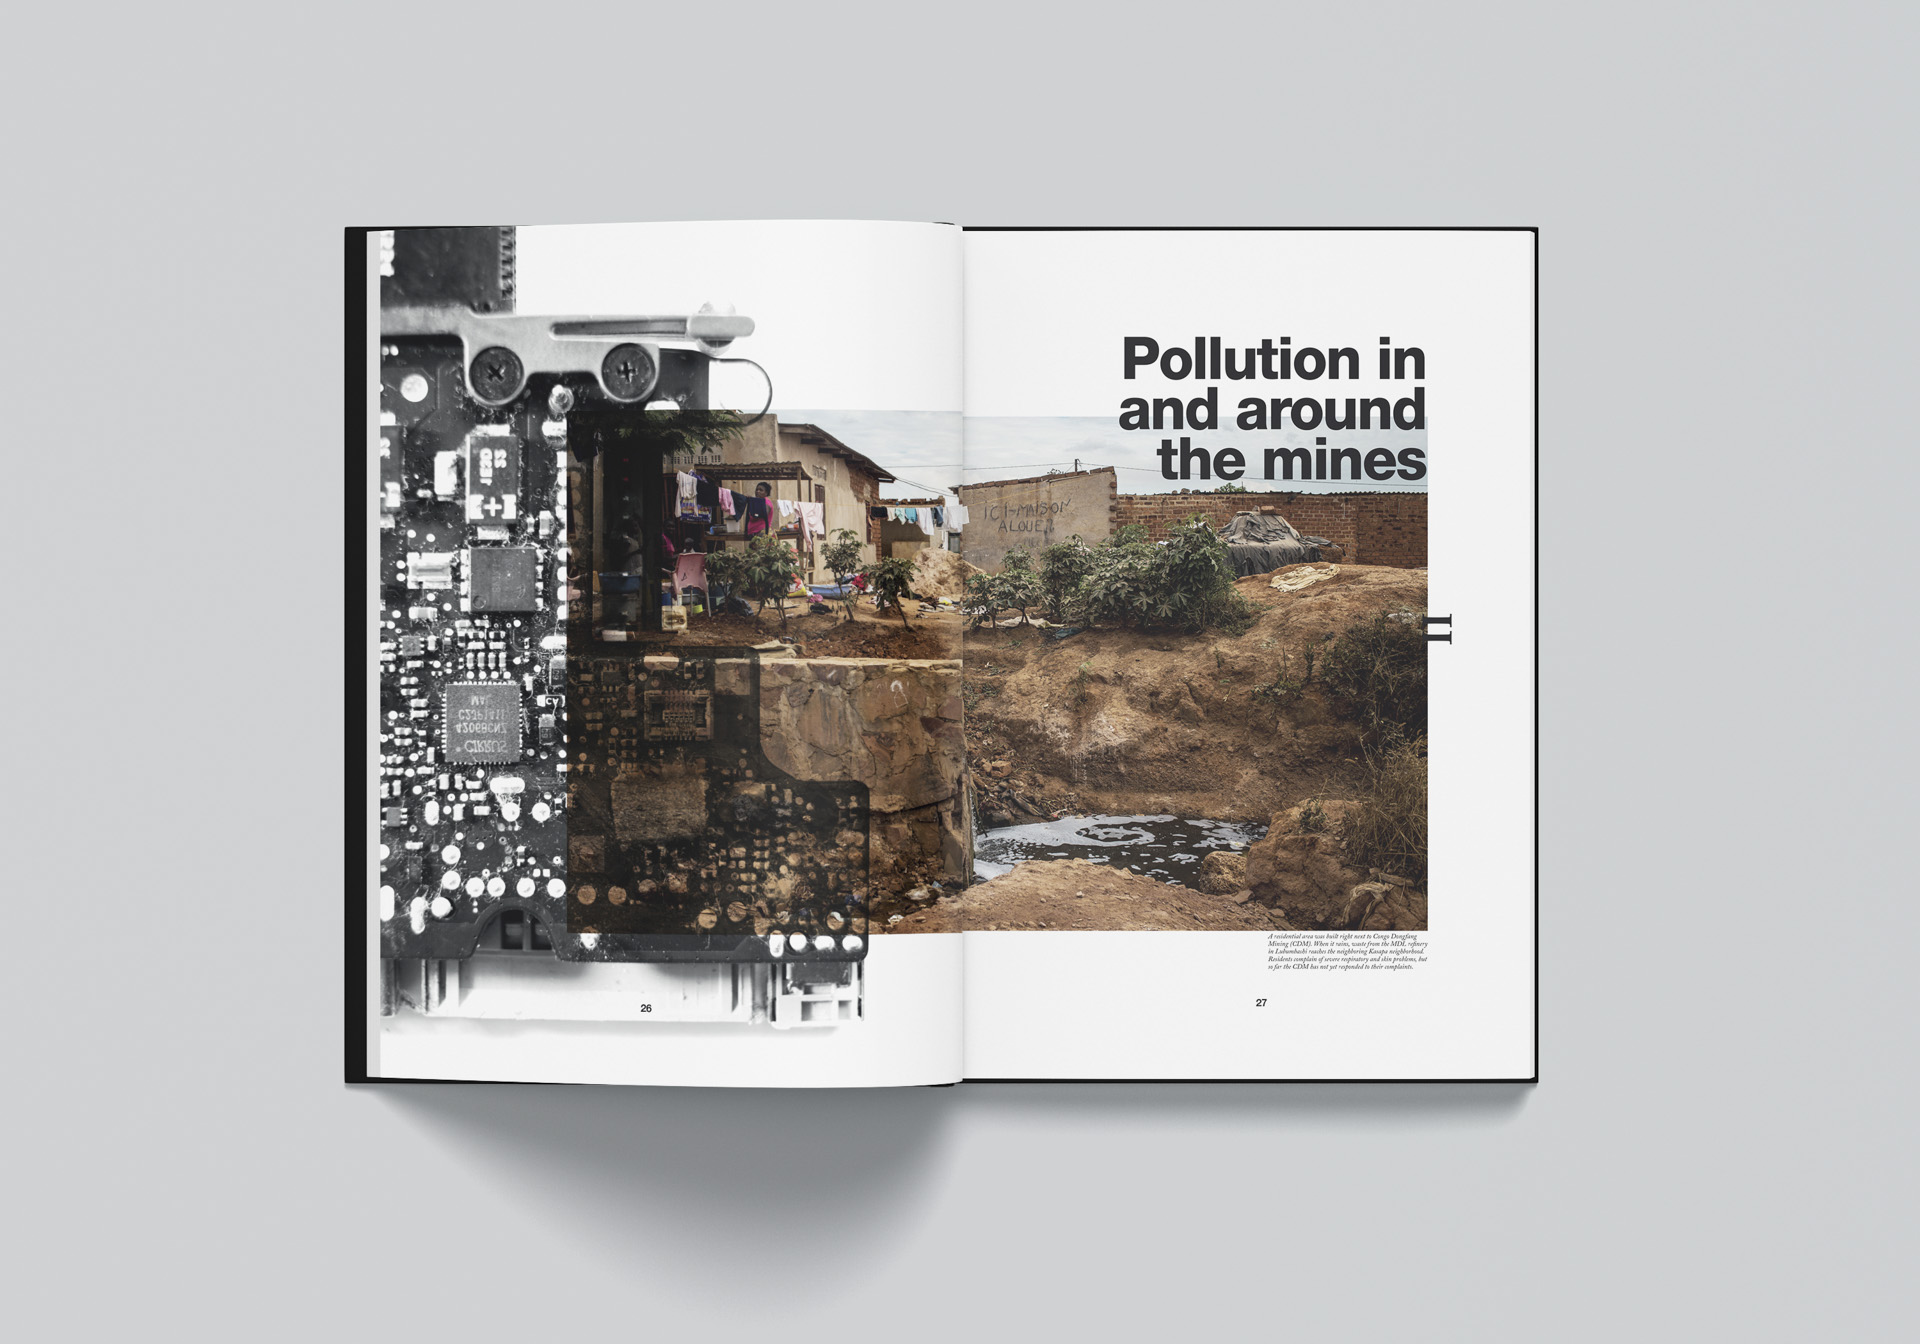 CIRRUS
26
Pollution in
and around
the mines
ICI-MAISON
II
A residential area was built right next to Congo Dongfang
Mining (CDM). When it rains, waste from the MDL refinery
in Lubumbashi reaches the neighboring Kasapa neighborhood.
Residents complain of severe respiratory and skin problems, but
so far the CDM has not yet responded to their complaints.
27